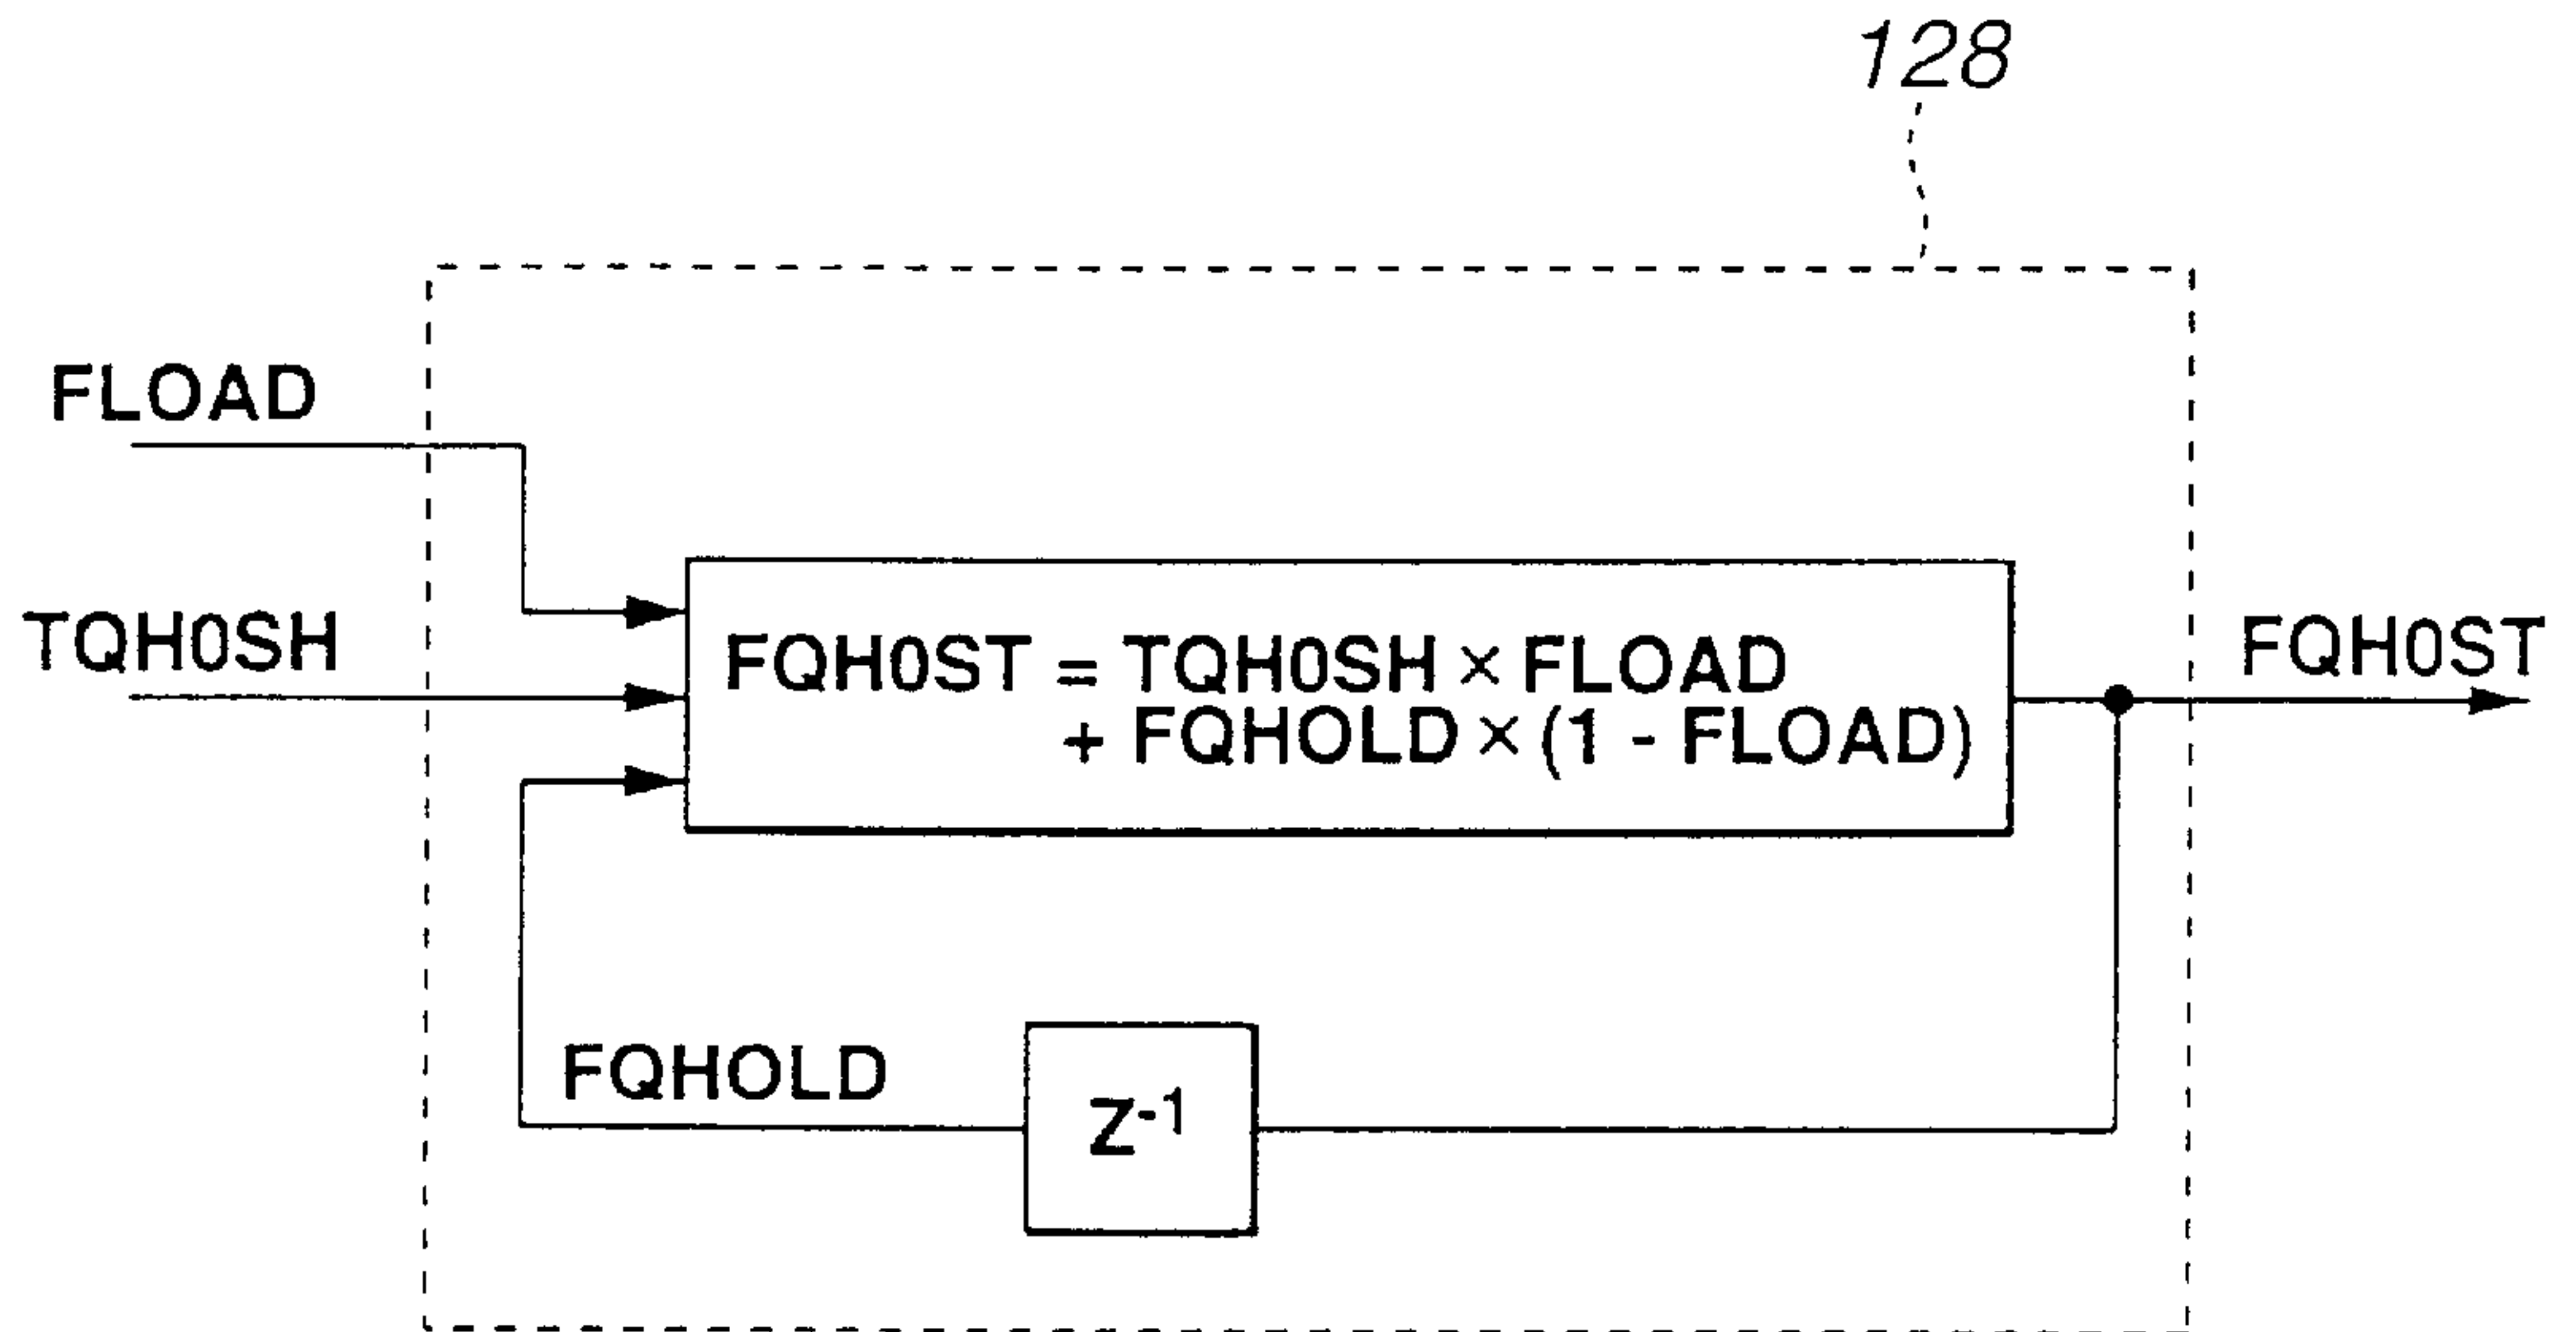 128
FLOAD
TQH0SH
FQH0ST = TQH0SH × FLOAD
+ FQHOLD × (1 - FLOAD)
FQH0ST
FQHOLD
Z⁻¹